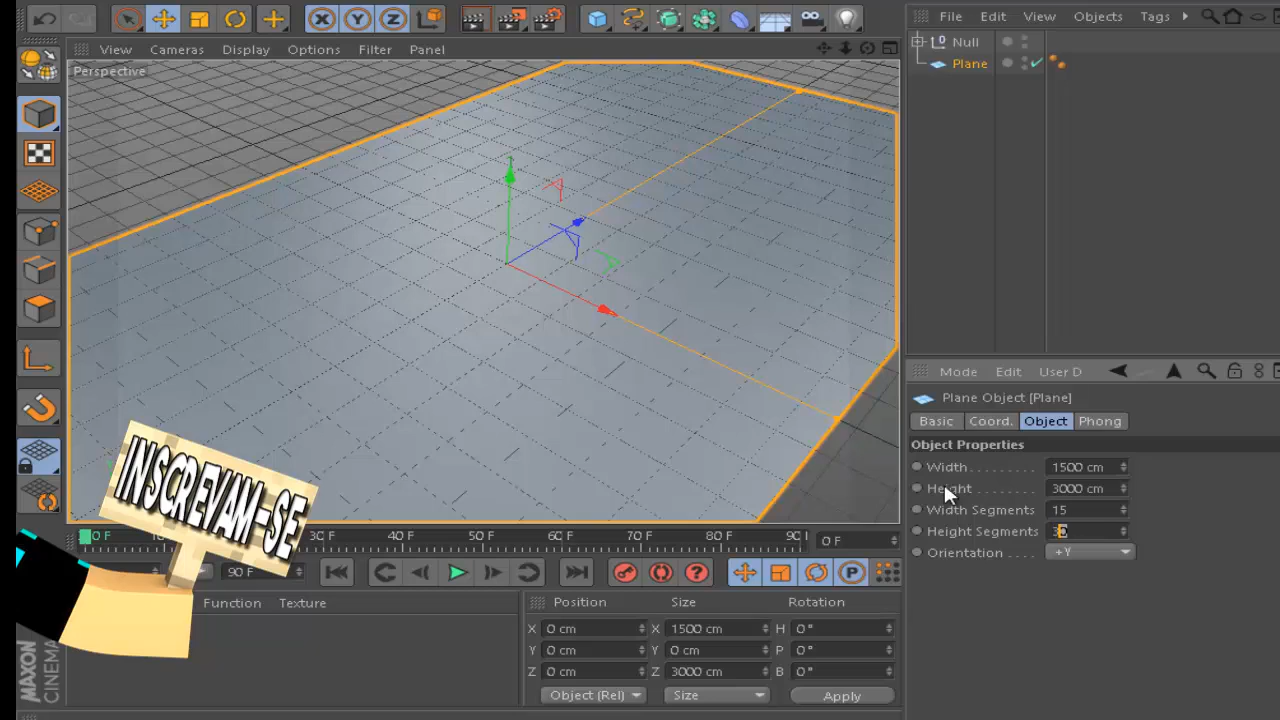 File Edit View Objects Tags
View Cameras Display Options Filter Panel
Perspective
Null
Plane
Mode Edit User D
Plane Object [Plane]
Basic Coord. Object Phong
Object Properties
Width 1500 cm
Height 3000 cm
Width Segments 15
Height Segments
Orientation +Y
INSCREVAM-SE
0 F 30 F 40 F 50 F 60 F 70 F 80 F 0 F
90 F
Function Texture
Position Size Rotation
X 0 cm X 1500 cm H 0°
Y 0 cm Y 0 cm P 0°
Z 0 cm Z 3000 cm B 0°
Object (Rel) Size Apply
MAXON
CINEMA